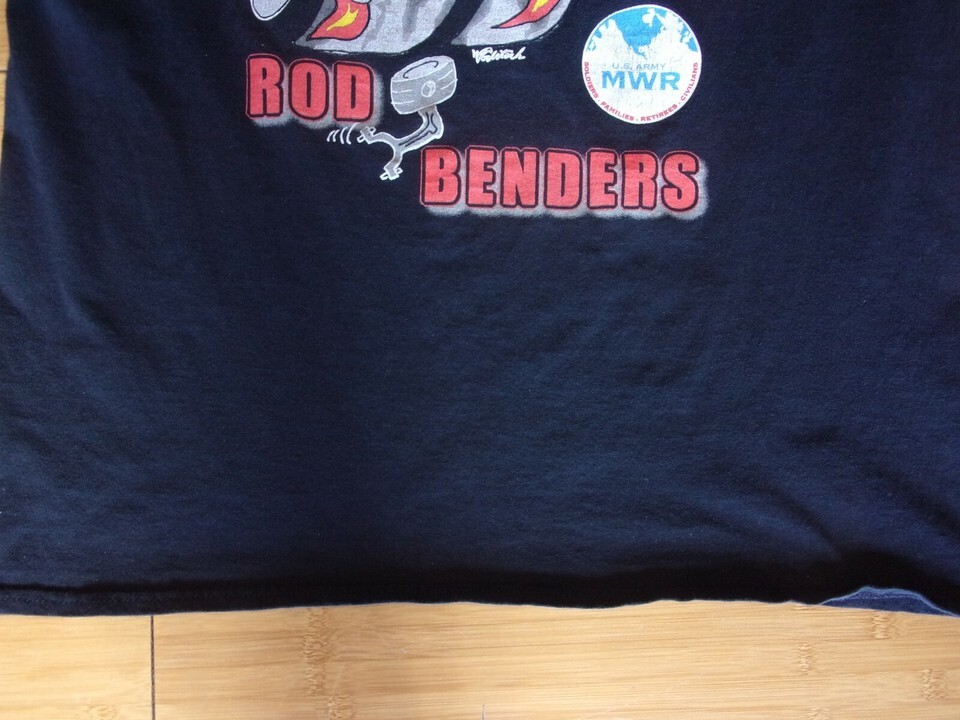 ROD
BENDERS
U.S. ARMY
MWR
SOLDIERS · FAMILIES · RETIREES · CIVILIANS